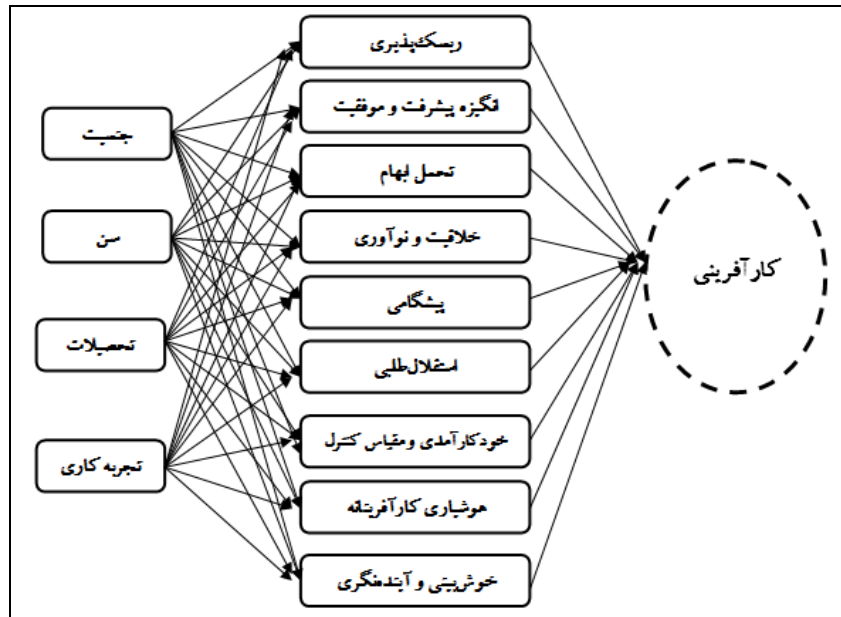 جنسیت
سن
تحصیلات
تجربه کاری
ریسک‌پذیری
انگیزه پیشرفت و موفقیت
تحمل ابهام
خلاقیت و نوآوری
پیشگامی
استقلال‌طلبی
خودکارآمدی و مقیاس کنترل
هوشیاری کارآفرینانه
خوش‌بینی و آینده‌نگری
کارآفرینی